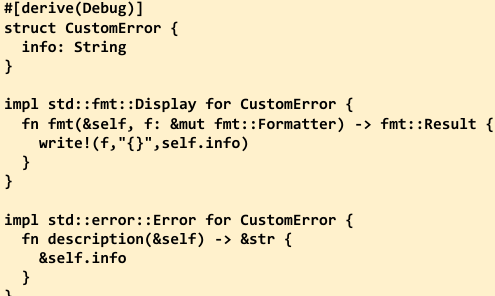 #[derive(Debug)]
struct CustomError {
  info: String
}

impl std::fmt::Display for CustomError {
  fn fmt(&self, f: &mut fmt::Formatter) -> fmt::Result {
    write!(f,"{}",self.info)
  }
}

impl std::error::Error for CustomError {
  fn description(&self) -> &str {
    &self.info
  }
}